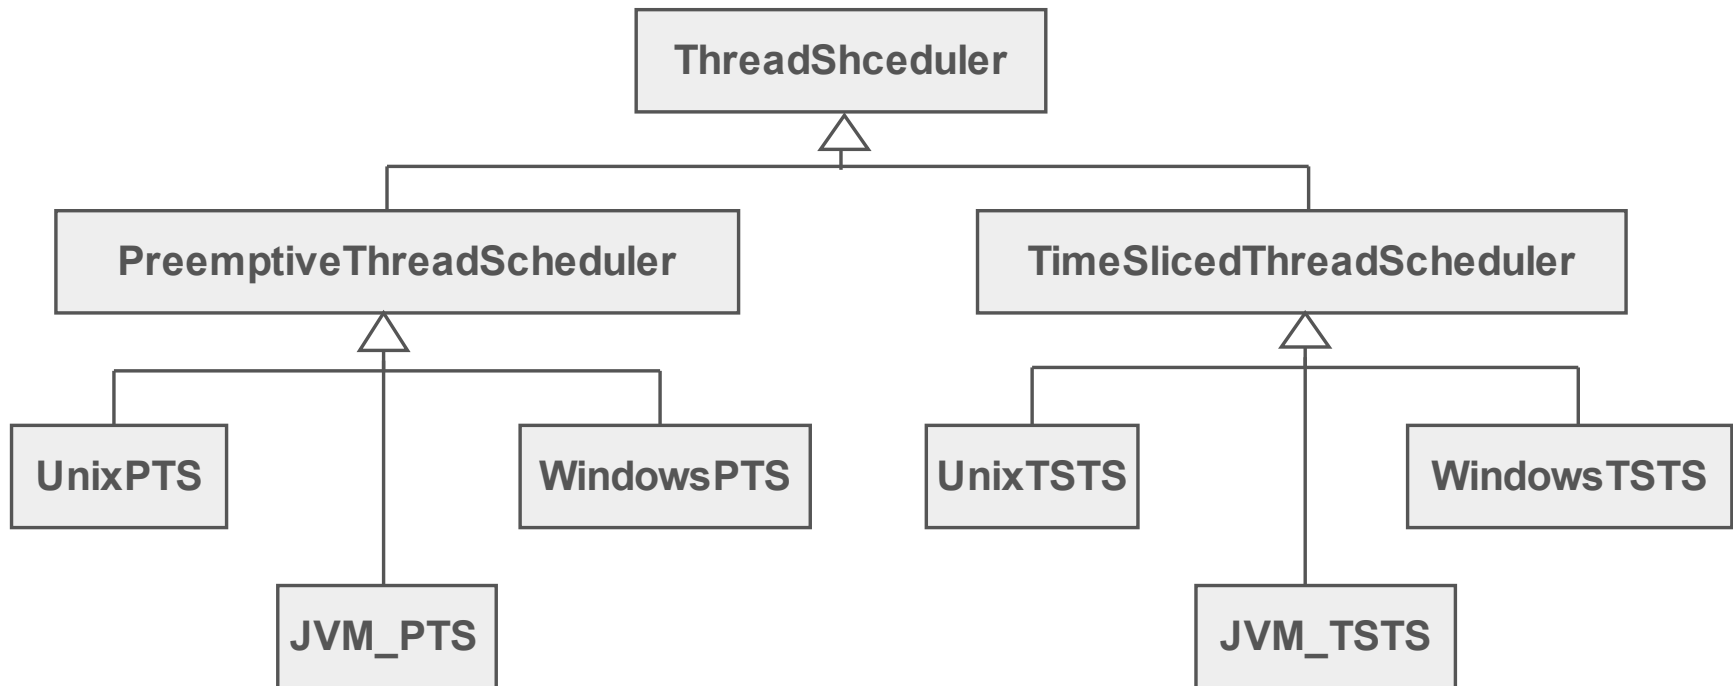 ThreadShceduler
PreemptiveThreadScheduler
TimeSlicedThreadScheduler
UnixPTS
WindowsPTS
UnixTSTS
WindowsTSTS
JVM_PTS
JVM_TSTS